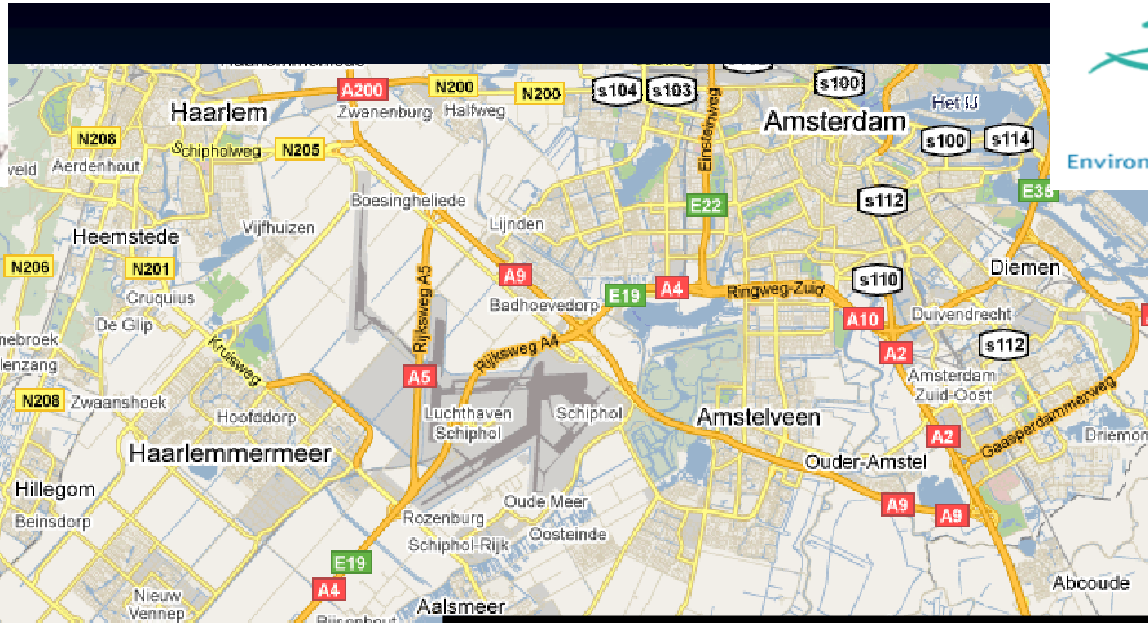 A200
N200
N200
s104
s103
s100
Haarlem
Zwanenburg
Halfweg
Het IJ
Amsterdam
N208
Schipholweg
N205
Einsteinweg
s100
s114
Aerdenhout
Environ
Boesingheliede
E22
s112
E35
Vijfhuizen
Lijnden
Heemstede
N206
N201
A9
Diemen
s110
Cruquius
Badhoevedorp
E19
A4
Ringweg-Zuid
De Glip
Rijksweg A5
A10
Duivendrecht
nebroek
Kruisweg
Rijksweg A4
A2
s112
lenzang
A5
Amsterdam
Zuid-Oost
N208
Zwaanshoek
Hoofddorp
Luchthaven
Schiphol
Schiphol
Amstelveen
Gaasperdammerweg
A2
Haarlemmermeer
Driemon
Ouder-Amstel
Hillegom
Beinsdorp
Oude Meer
A9
A9
Rozenburg
Oosteinde
Schiphol-Rijk
E19
A4
Abcoude
Nieuw
Vennep
Aalsmeer